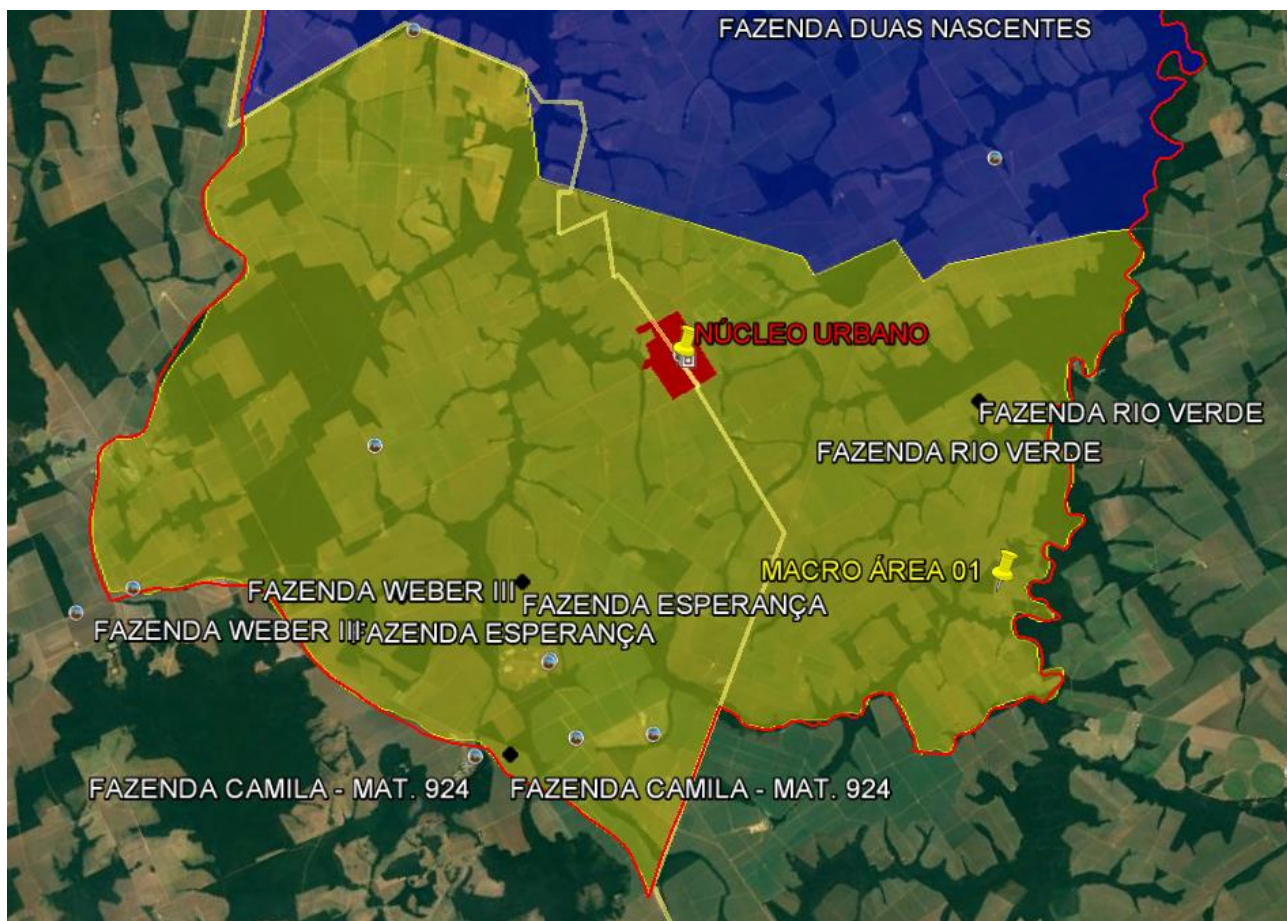 FAZENDA DUAS NASCENTES
NÚCLEO URBANO
FAZENDA RIO VERDE
FAZENDA RIO VERDE
MACRO ÁREA 01
FAZENDA WEBER III
FAZENDA ESPERANÇA
FAZENDA WEBER III
FAZENDA ESPERANÇA
FAZENDA CAMILA - MAT. 924
FAZENDA CAMILA - MAT. 924